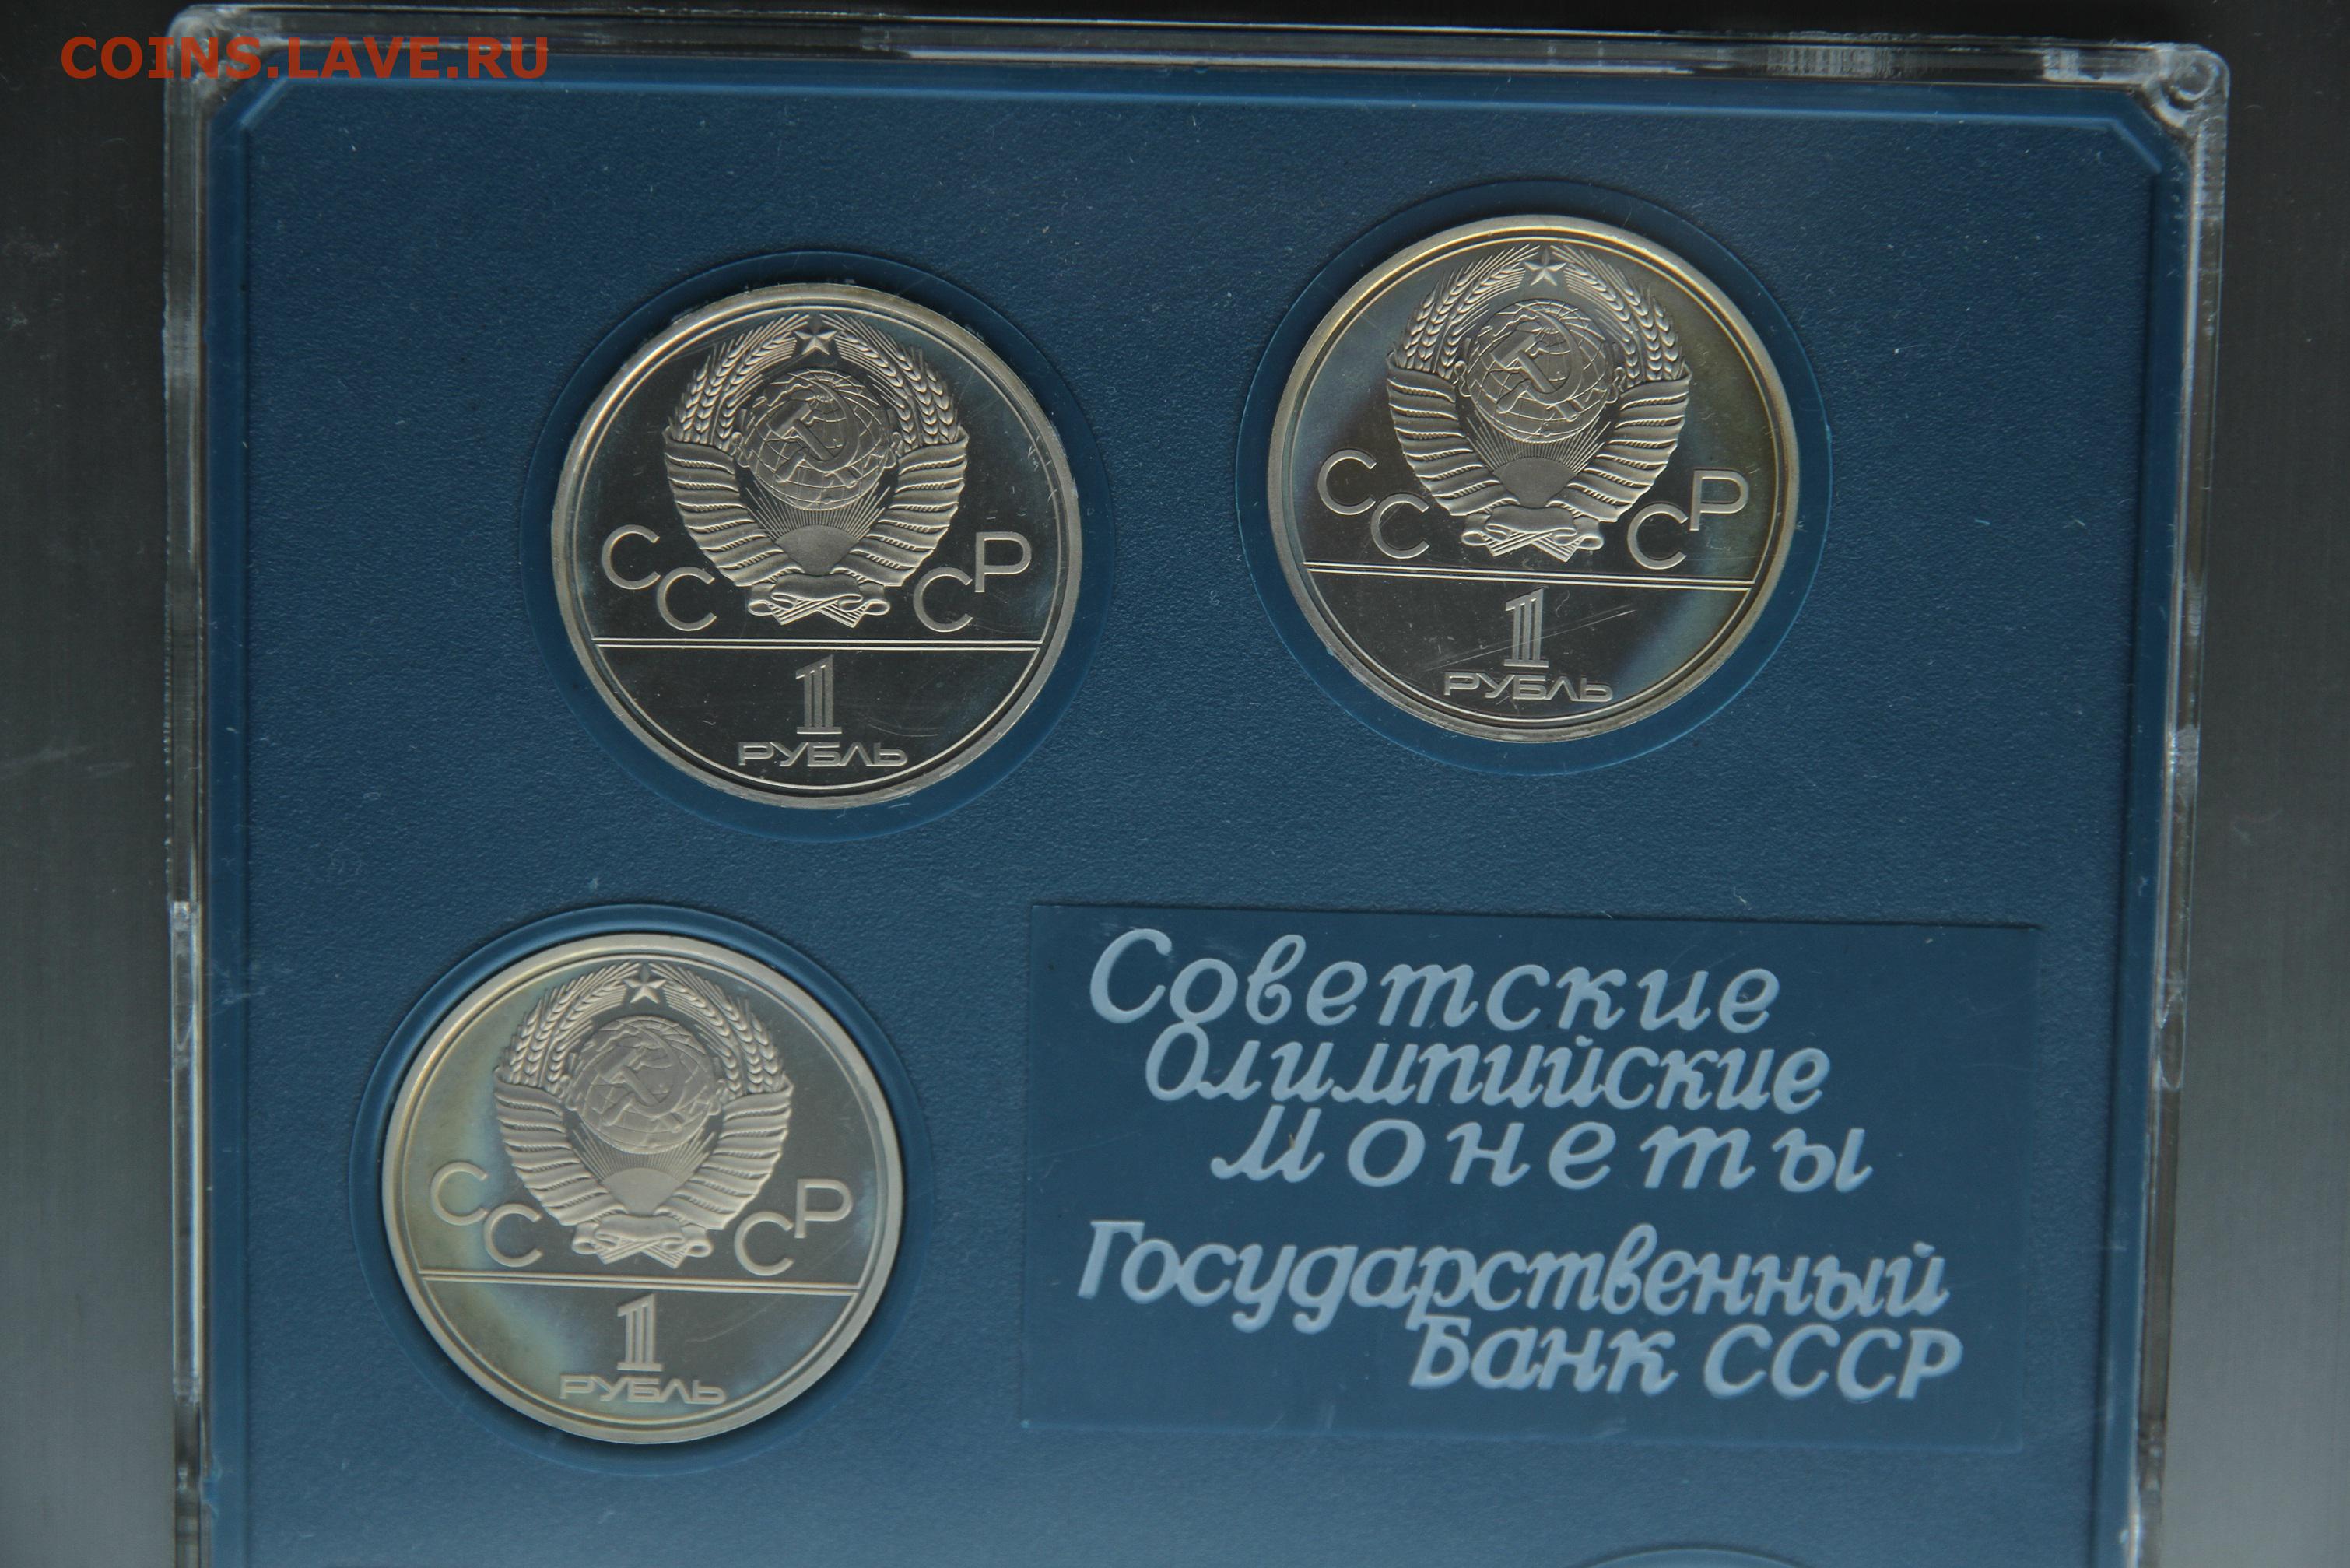 COINS.LAVE.RU
СССР
1
РУБЛЬ
СССР
1
РУБЛЬ
СССР
1
РУБЛЬ
Советские
Олимпийские
Монеты
Государственный
Банк СССР